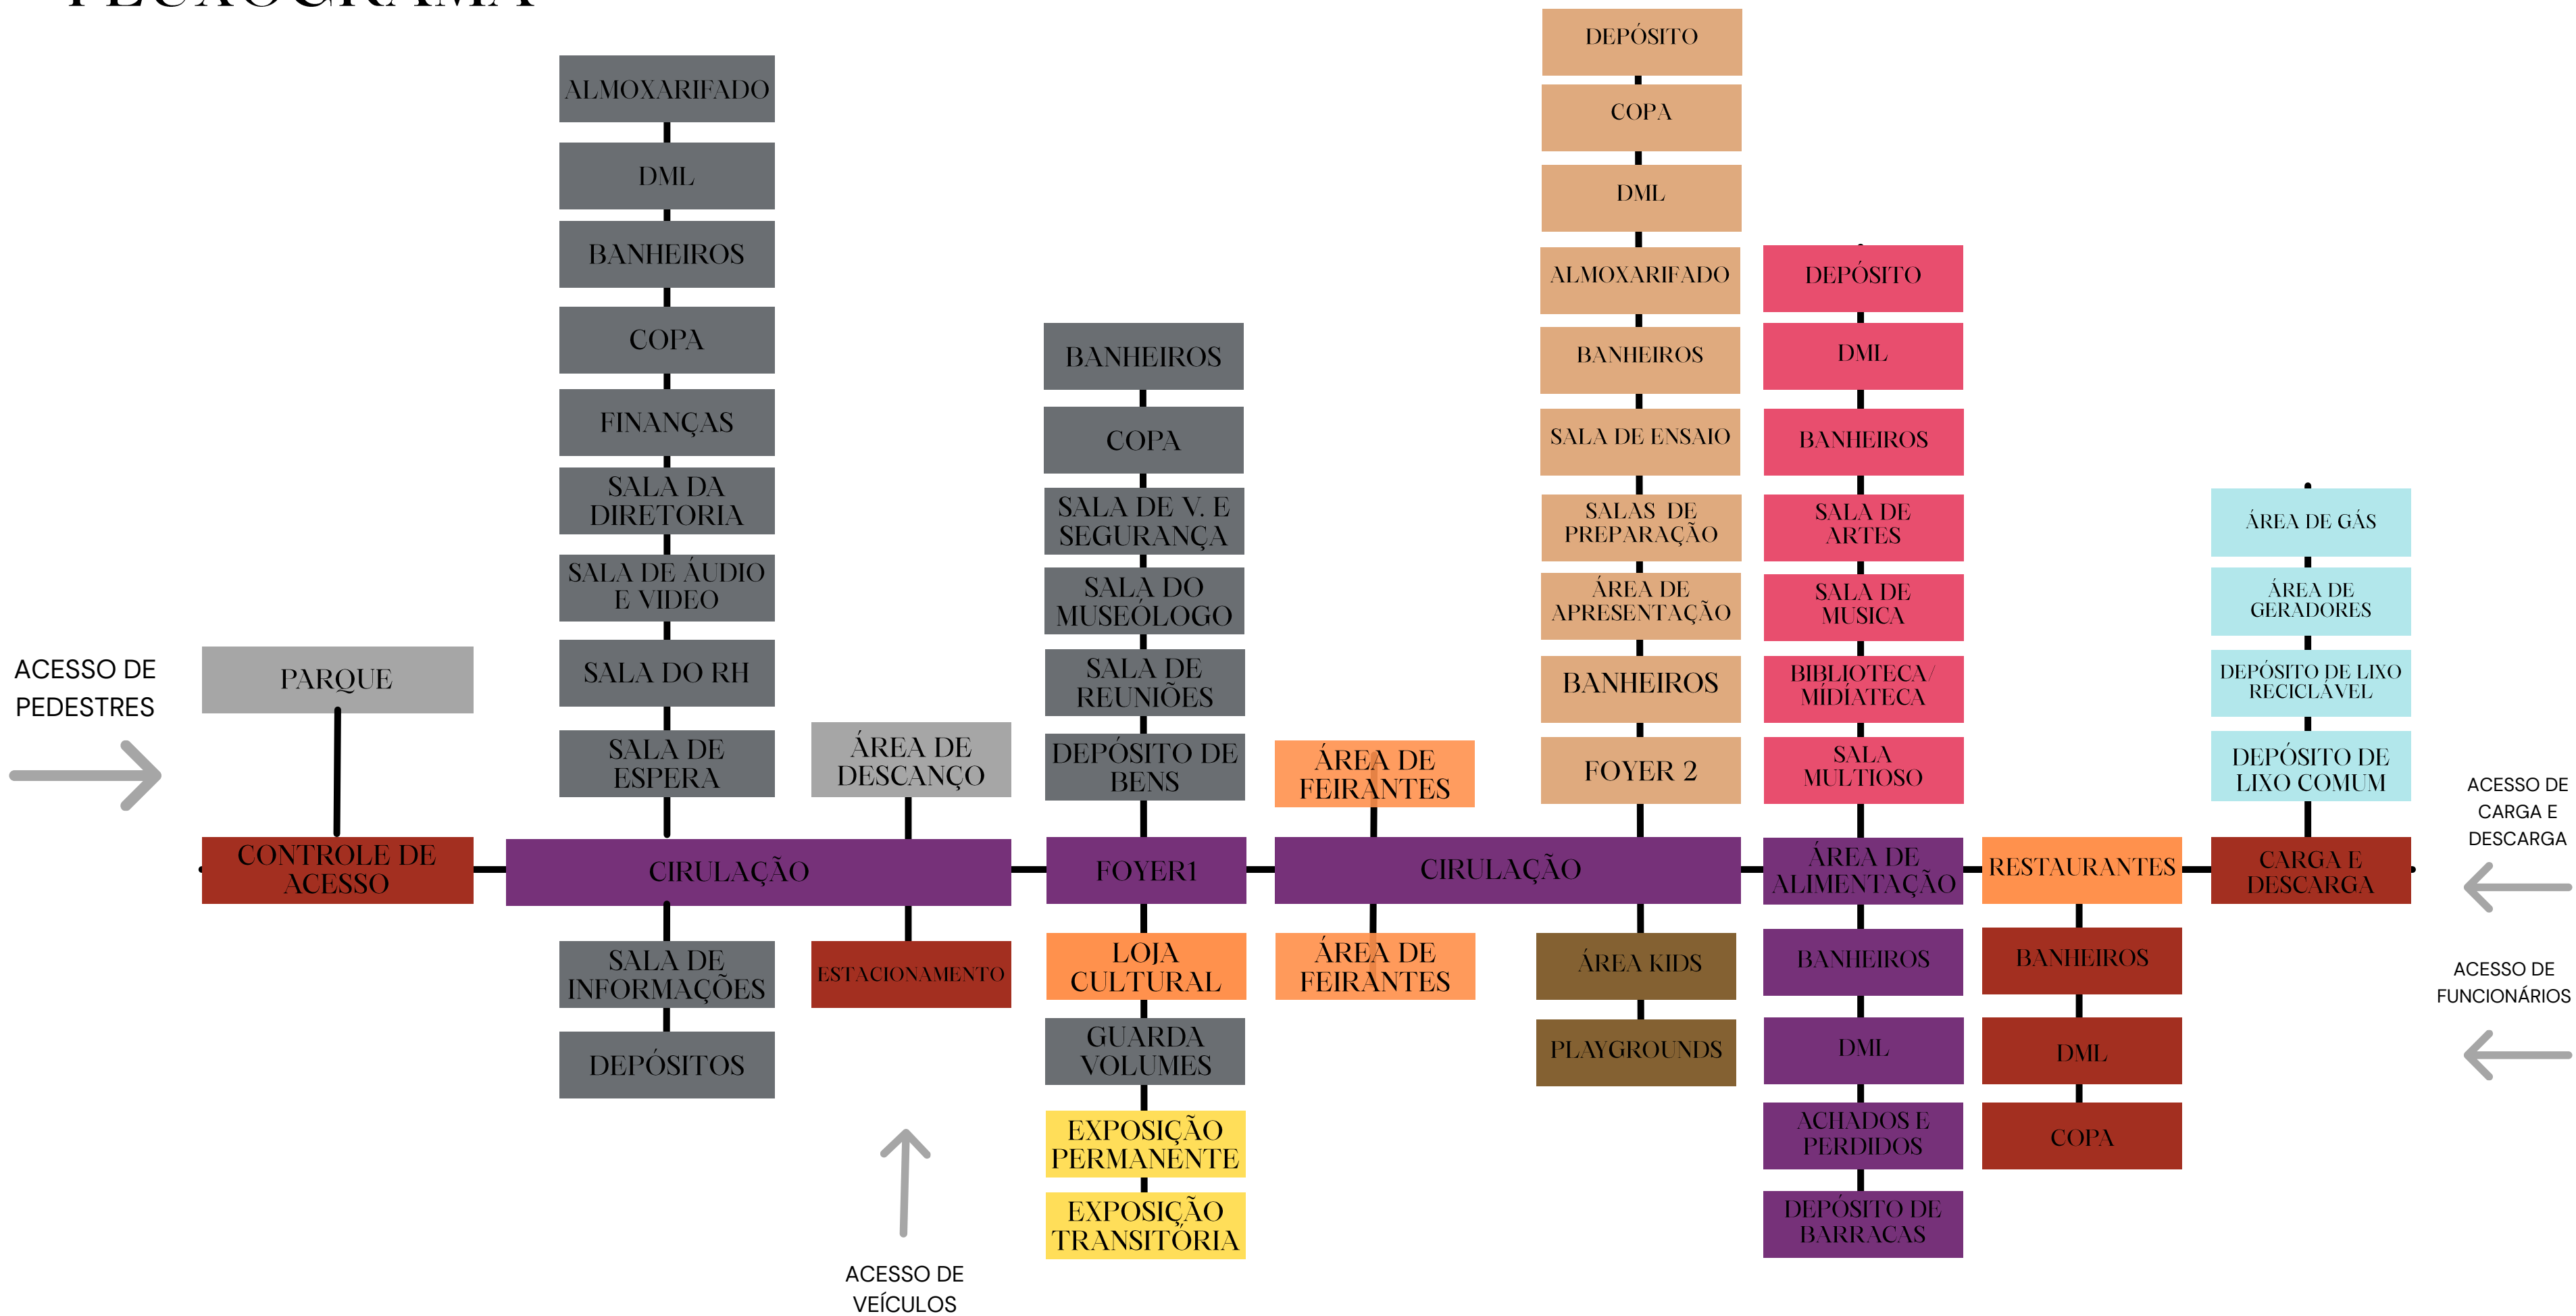 FLUXOGRAMA
ALMOXARIFADO
DML
BANHEIROS
COPA
FINANÇAS
SALA DA
DIRETORIA
SALA DE ÁUDIO
E VIDEO
SALA DO RH
SALA DE
ESPERA
ACESSO DE
PEDESTRES
PARQUE
CONTROLE DE
ACESSO
CIRULAÇÃO
SALA DE
INFORMAÇÕES
DEPÓSITOS
ÁREA DE
DESCANÇO
ESTACIONAMENTO
ACESSO DE
VEÍCULOS
BANHEIROS
COPA
SALA DE V. E
SEGURANÇA
SALA DO
MUSEÓLOGO
SALA DE
REUNIÕES
DEPÓSITO DE
BENS
FOYER1
LOJA
CULTURAL
GUARDA
VOLUMES
EXPOSIÇÃO
PERMANENTE
EXPOSIÇÃO
TRANSITÓRIA
ÁREA DE
FEIRANTES
CIRULAÇÃO
ÁREA DE
FEIRANTES
DEPÓSITO
COPA
DML
ALMOXARIFADO
BANHEIROS
SALA DE ENSAIO
SALAS DE
PREPARAÇÃO
ÁREA DE
APRESENTAÇÃO
BANHEIROS
FOYER 2
ÁREA KIDS
PLAYGROUNDS
DEPÓSITO
DML
BANHEIROS
SALA DE
ARTES
SALA DE
MUSICA
BIBLIOTECA/
MÍDÍATECA
SALA
MULTIOSO
ÁREA DE
ALIMENTAÇÃO
BANHEIROS
DML
ACHADOS E
PERDIDOS
DEPÓSITO DE
BARRACAS
RESTAURANTES
BANHEIROS
DML
COPA
ÁREA DE GÁS
ÁREA DE
GERADORES
DEPÓSITO DE LIXO
RECICLÁVEL
DEPÓSITO DE
LIXO COMUM
CARGA E
DESCARGA
ACESSO DE
CARGA E
DESCARGA
ACESSO DE
FUNCIONÁRIOS